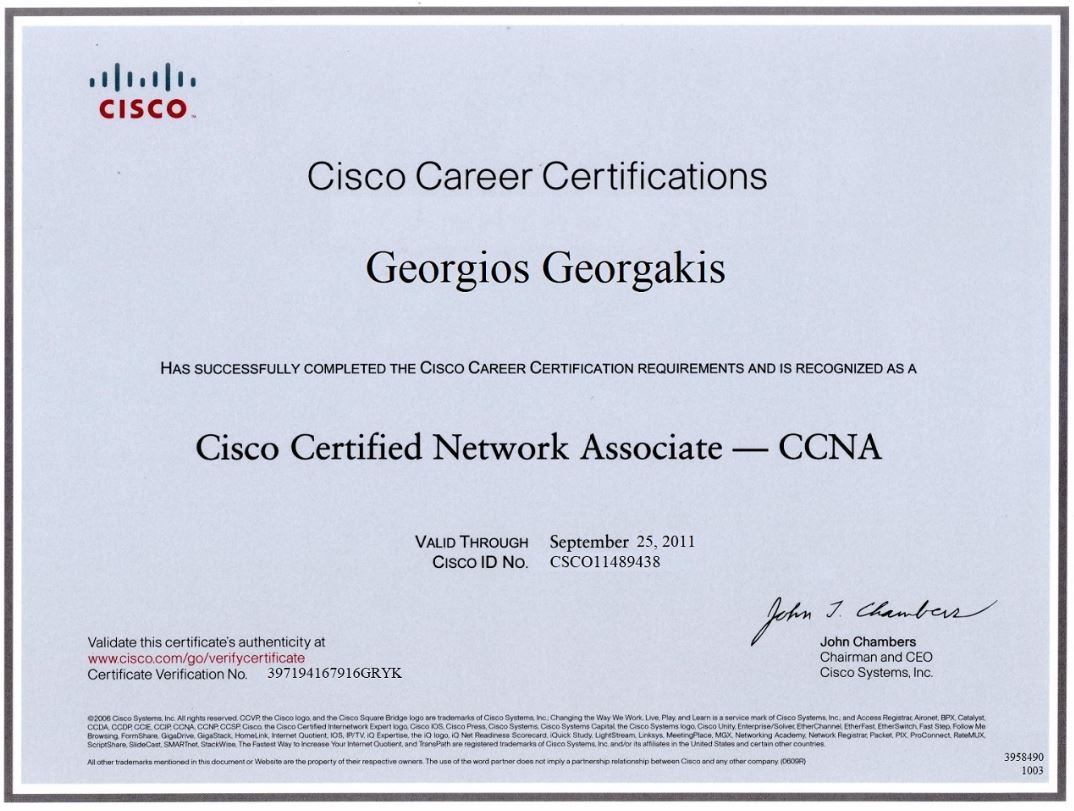 CISCO™
Cisco Career Certifications
Georgios Georgakis
HAS SUCCESSFULLY COMPLETED THE CISCO CAREER CERTIFICATION REQUIREMENTS AND IS RECOGNIZED AS A
Cisco Certified Network Associate — CCNA
VALID THROUGH September 25, 2011
CISCO ID NO. CSCO11489438
John T. Chambers
Validate this certificate's authenticity at
www.cisco.com/go/verifycertificate
Certificate Verification No. 397194167916GRYK
John Chambers
Chairman and CEO
Cisco Systems, Inc.
©2006 Cisco Systems, Inc. All rights reserved. CCVP, the Cisco logo, and the Cisco Square Bridge logo are trademarks of Cisco Systems, Inc.; Changing the Way We Work, Live, Play, and Learn is a service mark of Cisco Systems, Inc.; and Access Registrar, Aironet, BPX, Catalyst,
CCDA, CCDP, CCIE, CCIP, CCNA, CCNP, CCSP, Cisco, the Cisco Certified Internetwork Expert logo, Cisco IOS, Cisco Press, Cisco Systems, Cisco Systems Capital, the Cisco Systems logo, Cisco Unity, Enterprise/Solver, EtherChannel, EtherFast, EtherSwitch, Fast Step, Follow Me
Browsing, FormShare, GigaDrive, GigaStack, HomeLink, Internet Quotient, IOS, IP/TV, iQ Expertise, the iQ logo, iQ Net Readiness Scorecard, iQuick Study, LightStream, Linksys, MeetingPlace, MGX, Networking Academy, Network Registrar, Packet, PIX, ProConnect, RateMUX,
ScriptShare, SlideCast, SMARTnet, StackWise, The Fastest Way to Increase Your Internet Quotient, and TransPath are registered trademarks of Cisco Systems, Inc. and/or its affiliates in the United States and certain other countries.
All other trademarks mentioned in this document or Website are the property of their respective owners. The use of the word partner does not imply a partnership relationship between Cisco and any other company. (0609R)
3958490
1003